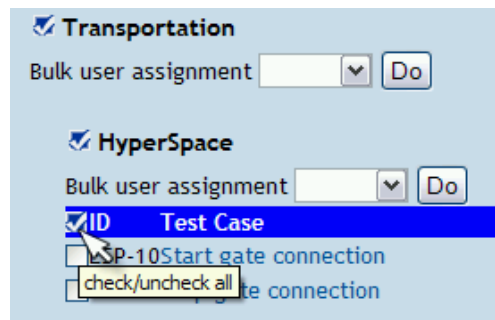 Transportation
Bulk user assignment Do
HyperSpace
Bulk user assignment Do
ID Test Case
SP-10 Start gate connection
check/uncheck all te connection